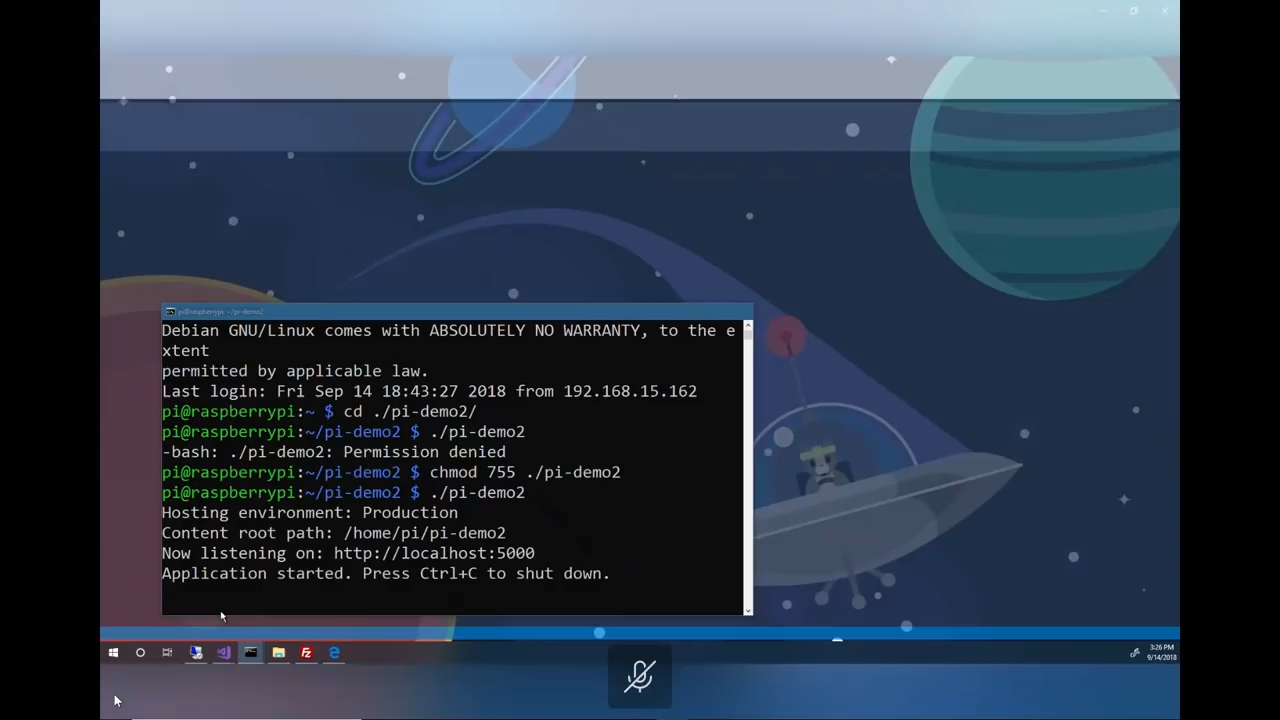 pi@raspberrypi: ~/pi-demo2
Debian GNU/Linux comes with ABSOLUTELY NO WARRANTY, to the e
xtent
permitted by applicable law.
Last login: Fri Sep 14 18:43:27 2018 from 192.168.15.162
pi@raspberrypi:~ $ cd ./pi-demo2/
pi@raspberrypi:~/pi-demo2 $ ./pi-demo2
-bash: ./pi-demo2: Permission denied
pi@raspberrypi:~/pi-demo2 $ chmod 755 ./pi-demo2
pi@raspberrypi:~/pi-demo2 $ ./pi-demo2
Hosting environment: Production
Content root path: /home/pi/pi-demo2
Now listening on: http://localhost:5000
Application started. Press Ctrl+C to shut down.
3:26 PM
9/14/2018